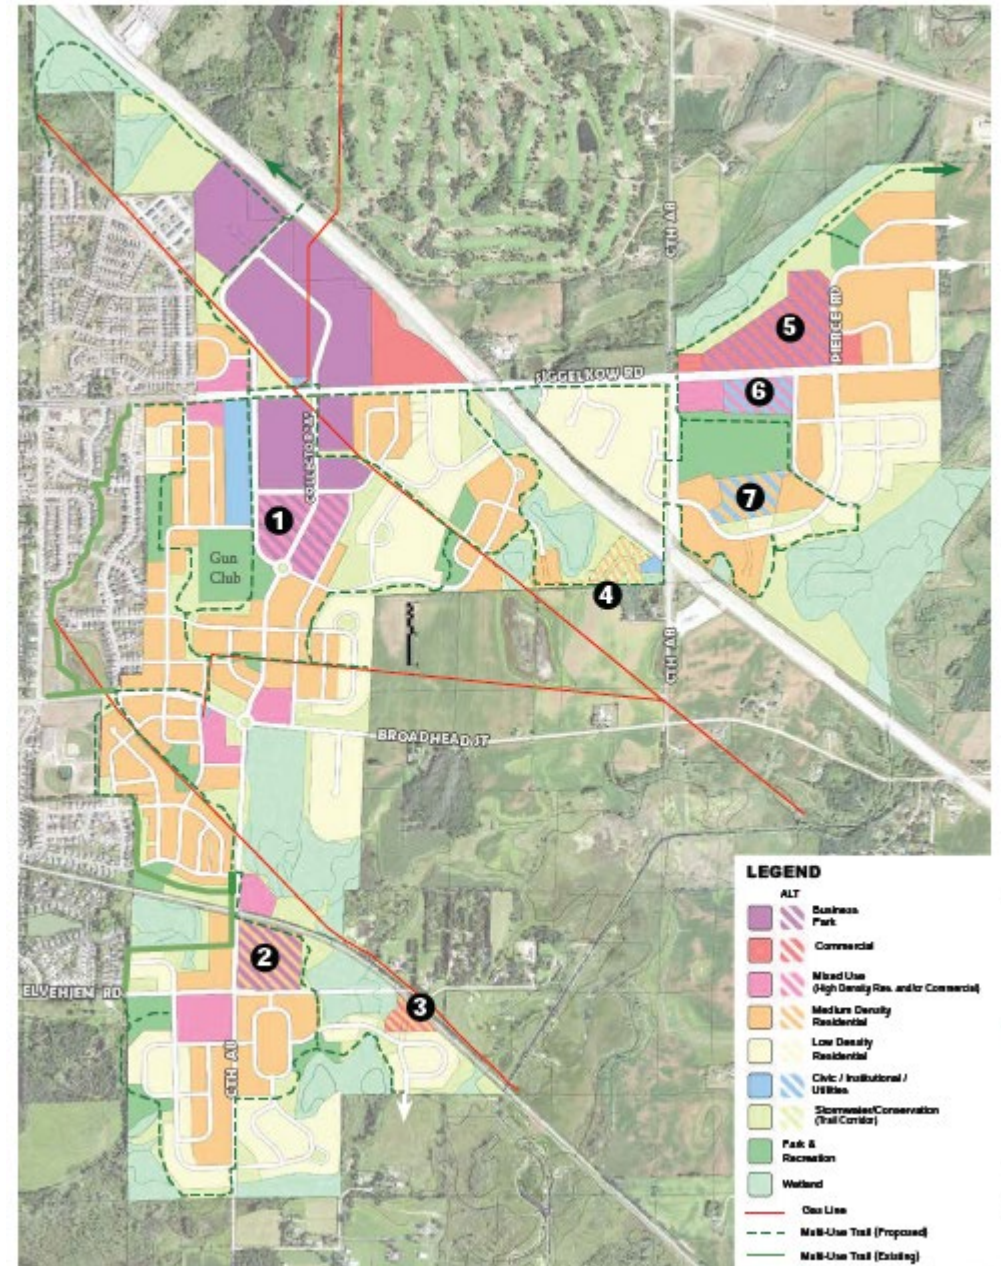 CTH AB
PIERCE RD
5
SIGGELKOW RD
6
COLLECTOR
7
1
Gun
Club
4
CTH AB
BROADHEAD ST
2
ELVEHJEM RD
3
CTH AB
LEGEND
ALT
Business
Park
Commercial
Mixed Use
(High Density Res. and/or Commercial)
Medium Density
Residential
Low Density
Residential
Civic / Institutional /
Utilities
Stormwater/Conservation
(Trail Corridor)
Park &
Recreation
Wetland
Gas Line
Multi-Use Trail (Proposed)
Multi-Use Trail (Existing)